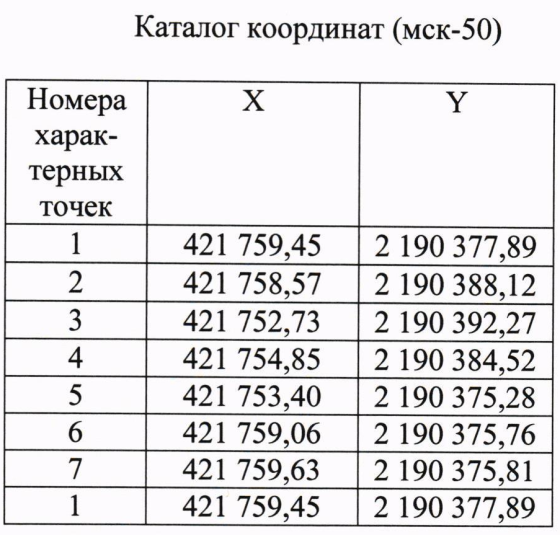 Каталог координат (мск-50)
Номера
харак-
терных
точек
X
Y
1 421 759,45 2 190 377,89
2 421 758,57 2 190 388,12
3 421 752,73 2 190 392,27
4 421 754,85 2 190 384,52
5 421 753,40 2 190 375,28
6 421 759,06 2 190 375,76
7 421 759,63 2 190 375,81
1 421 759,45 2 190 377,89